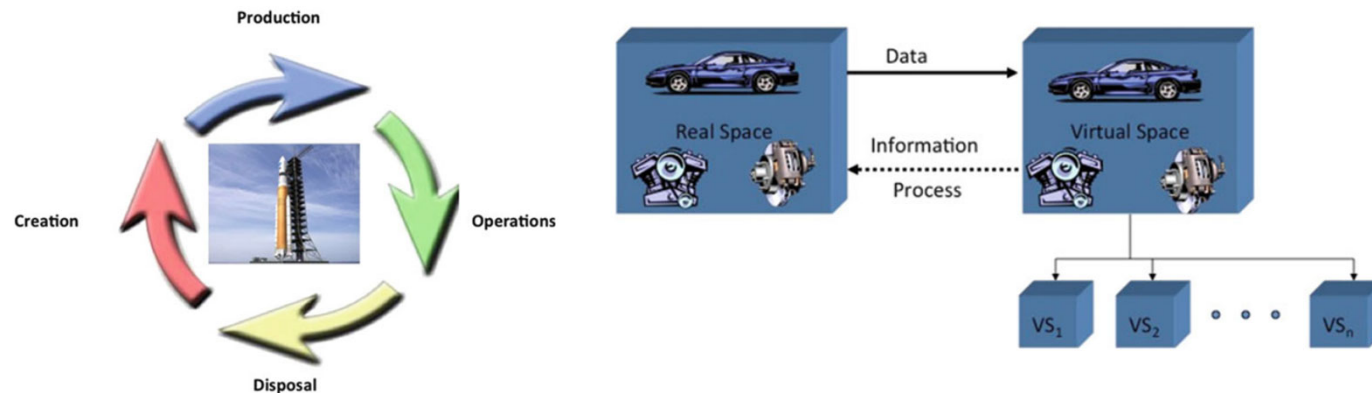 Production
Creation
Operations
Disposal
Real Space
Data
Information
Process
Virtual Space
VS₁
VS₂
VSₙ